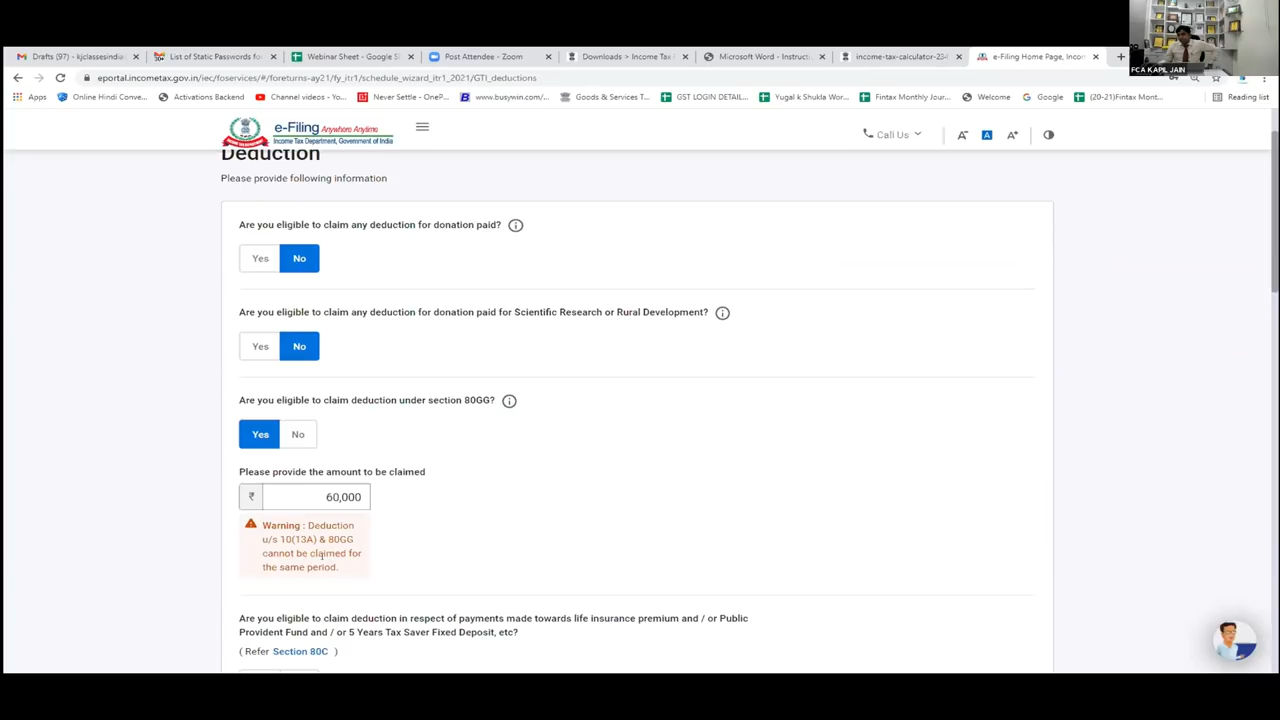 Drafts (97) - kjclassesindia
List of Static Passwords for
Webinar Sheet - Google S
Post Attendee - Zoom
Downloads > Income Tax
Microsoft Word - Instruct
income-tax-calculator-234
e-Filing Home Page, Incom
eportal.incometax.gov.in/iec/foservices/#/foreturns-ay21/fy_itr1/schedule_wizard_itr1_2021/GTI_deductions
FCA KAPIL JAIN
Apps
Online Hindi Conve...
Activations Backend
Channel videos - Yo...
Never Settle - OneP...
www.busywin.com/...
Goods & Services T...
GST LOGIN DETAIL...
Yugal k Shukla Wor...
Fintax Monthly Jour...
Welcome
Google
(20-21)Fintax Mont...
Reading list
e-Filing Anywhere Anytime
Income Tax Department, Government of India
Call Us
A-
A
A+
Deduction
Please provide following information
Are you eligible to claim any deduction for donation paid?
Yes No
Are you eligible to claim any deduction for donation paid for Scientific Research or Rural Development?
Yes No
Are you eligible to claim deduction under section 80GG?
Yes No
Please provide the amount to be claimed
₹ 60,000
Warning : Deduction
u/s 10(13A) & 80GG
cannot be claimed for
the same period.
Are you eligible to claim deduction in respect of payments made towards life insurance premium and / or Public
Provident Fund and / or 5 Years Tax Saver Fixed Deposit, etc?
( Refer Section 80C )